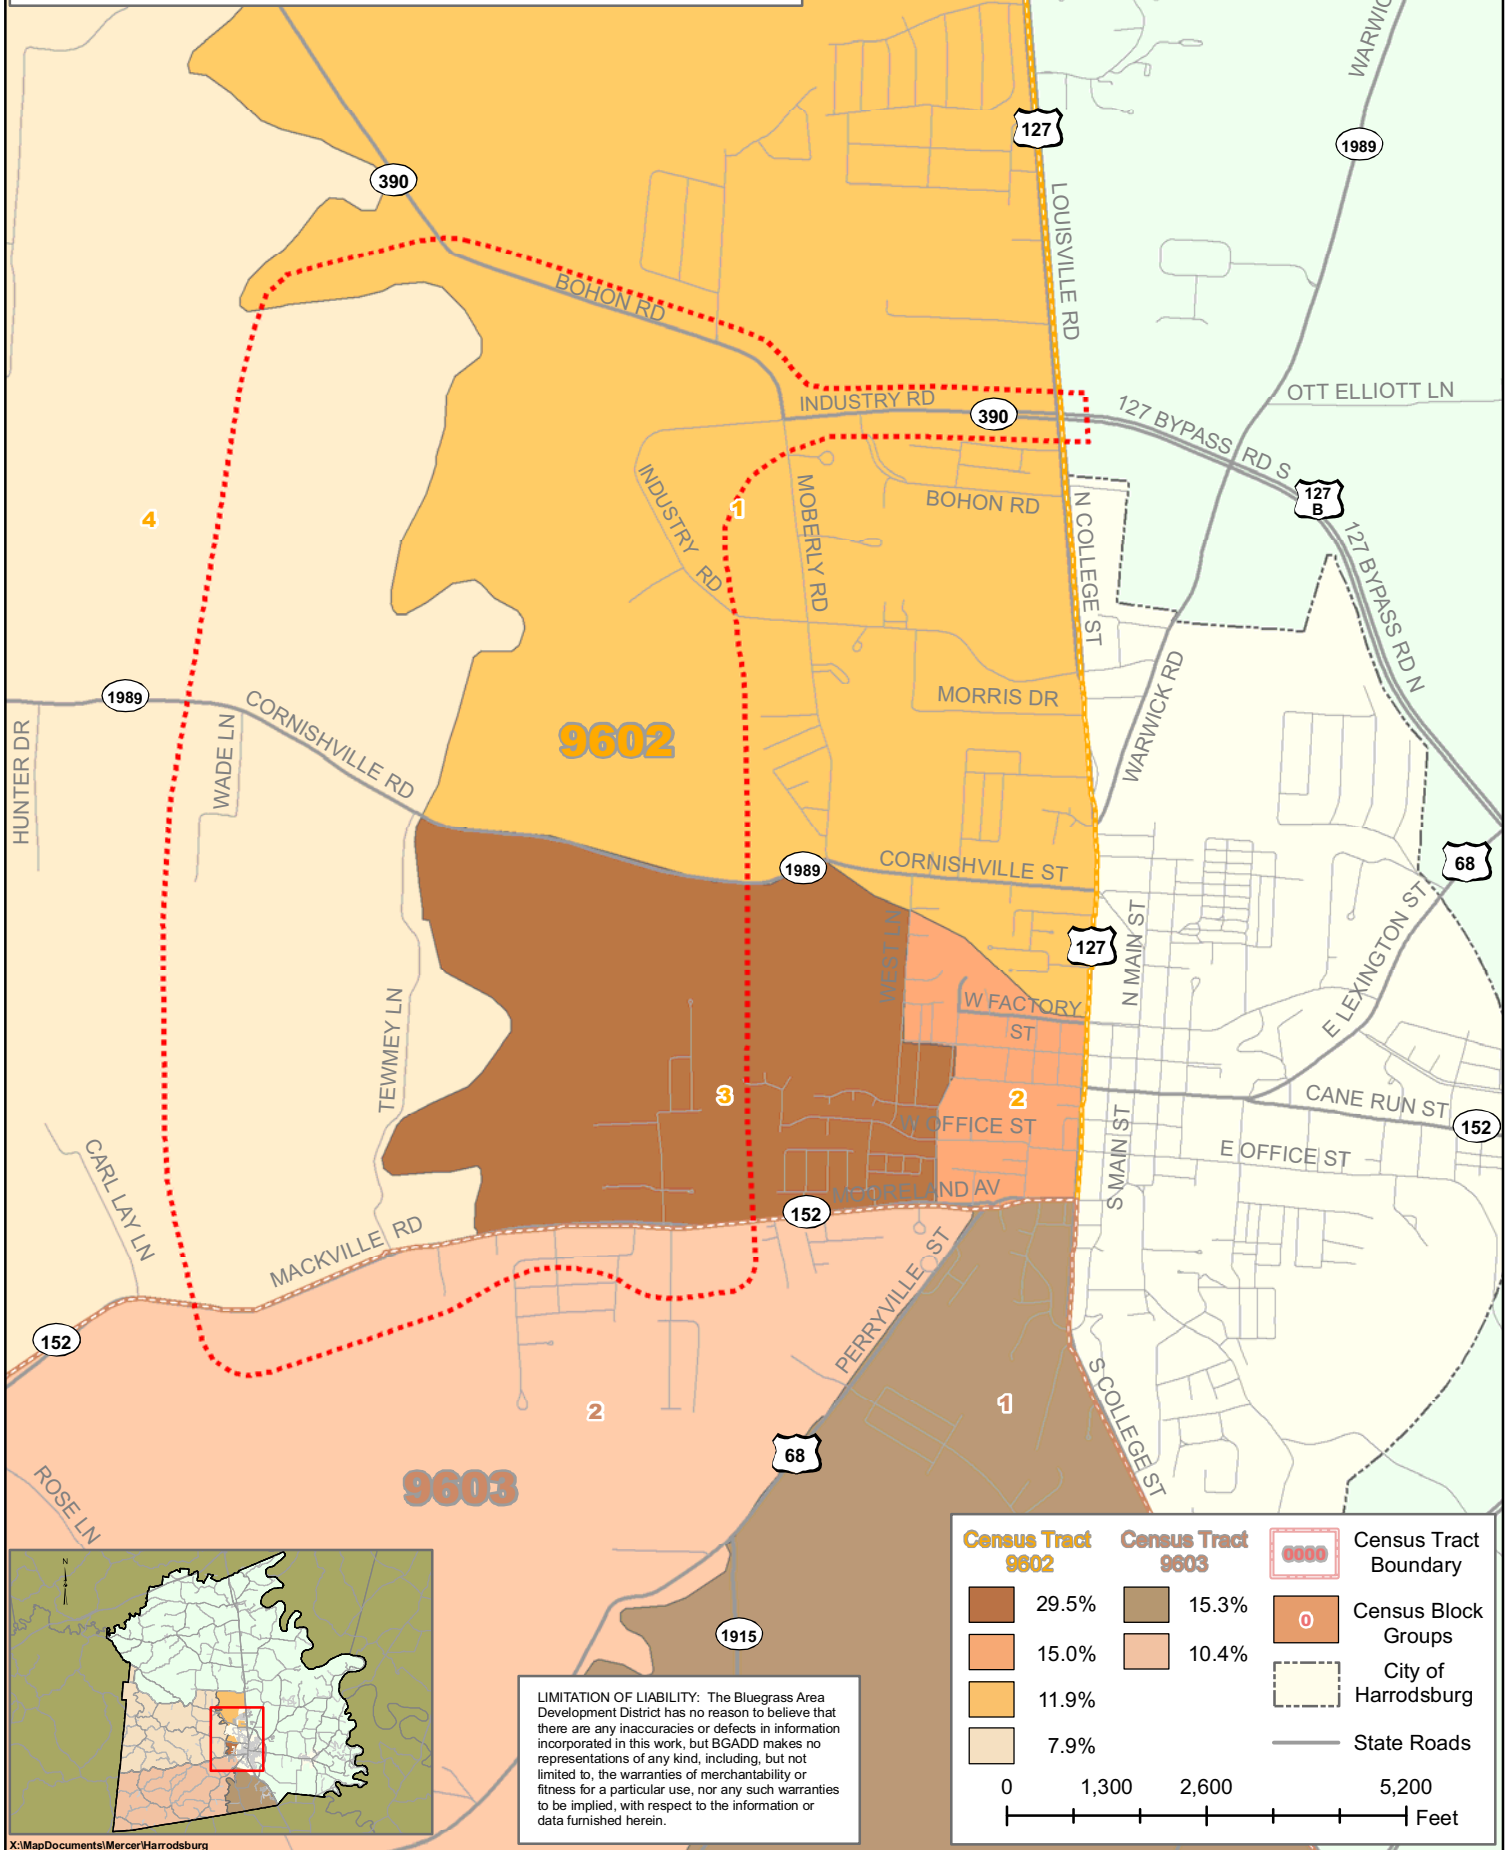 WARWIC
127
1989
390
LOUISVILLE RD
BOHON RD
OTT ELLIOTT LN
INDUSTRY RD
390
127 BYPASS RD S
127
B
4
1
INDUSTRY RD
MOBERLY RD
BOHON RD
N COLLEGE ST
127 BYPASS RD N
1989
CORNISHVILLE RD
MORRIS DR
WARWICK RD
HUNTER DR
WADE LN
9602
1989
CORNISHVILLE ST
68
WEST LN
127
N MAIN ST
E LEXINGTON ST
W FACTORY
ST
TEWMEY LN
3
2
CANE RUN ST
152
W OFFICE ST
S MAIN ST
E OFFICE ST
CARL LAY LN
MOORELAND AV
152
MACKVILLE RD
PERRYVILLE ST
152
S COLLEGE ST
2
1
68
9603
ROSE LN
1915
N
X:\MapDocuments\Mercer\Harrodsburg
LIMITATION OF LIABILITY: The Bluegrass Area
Development District has no reason to believe that
there are any inaccuracies or defects in information
incorporated in this work, but BGADD makes no
representations of any kind, including, but not
limited to, the warranties of merchantability or
fitness for a particular use, nor any such warranties
to be implied, with respect to the information or
data furnished herein.
Census Tract
9602
29.5%
15.0%
11.9%
7.9%
Census Tract
9603
15.3%
10.4%
0000
Census Tract
Boundary
0
Census Block
Groups
City of
Harrodsburg
State Roads
0 1,300 2,600 5,200
Feet